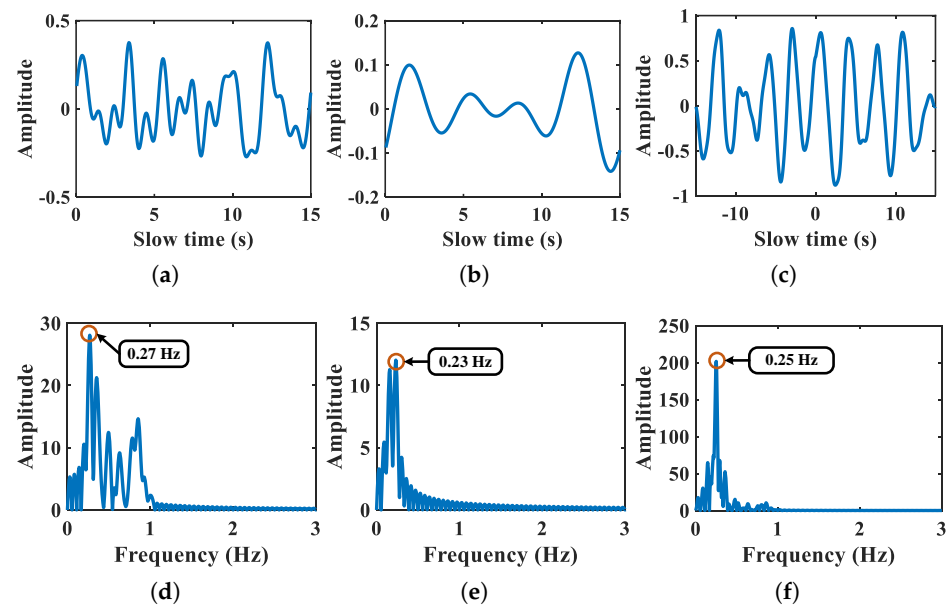 0.5
0
-0.5
Amplitude
0 5 10 15
Slow time (s)
(a)
0.2
0.1
0
0.1
0.2
Amplitude
0 5 10 15
Slow time (s)
(b)
1
0.5
0
-0.5
-1
Amplitude
-10 0 10
Slow time (s)
(c)
30
20
10
0
Amplitude
0.27 Hz
0 1 2 3
Frequency (Hz)
(d)
15
10
5
0
Amplitude
0.23 Hz
0 1 2 3
Frequency (Hz)
(e)
250
200
150
100
50
0
Amplitude
0.25 Hz
0 1 2 3
Frequency (Hz)
(f)